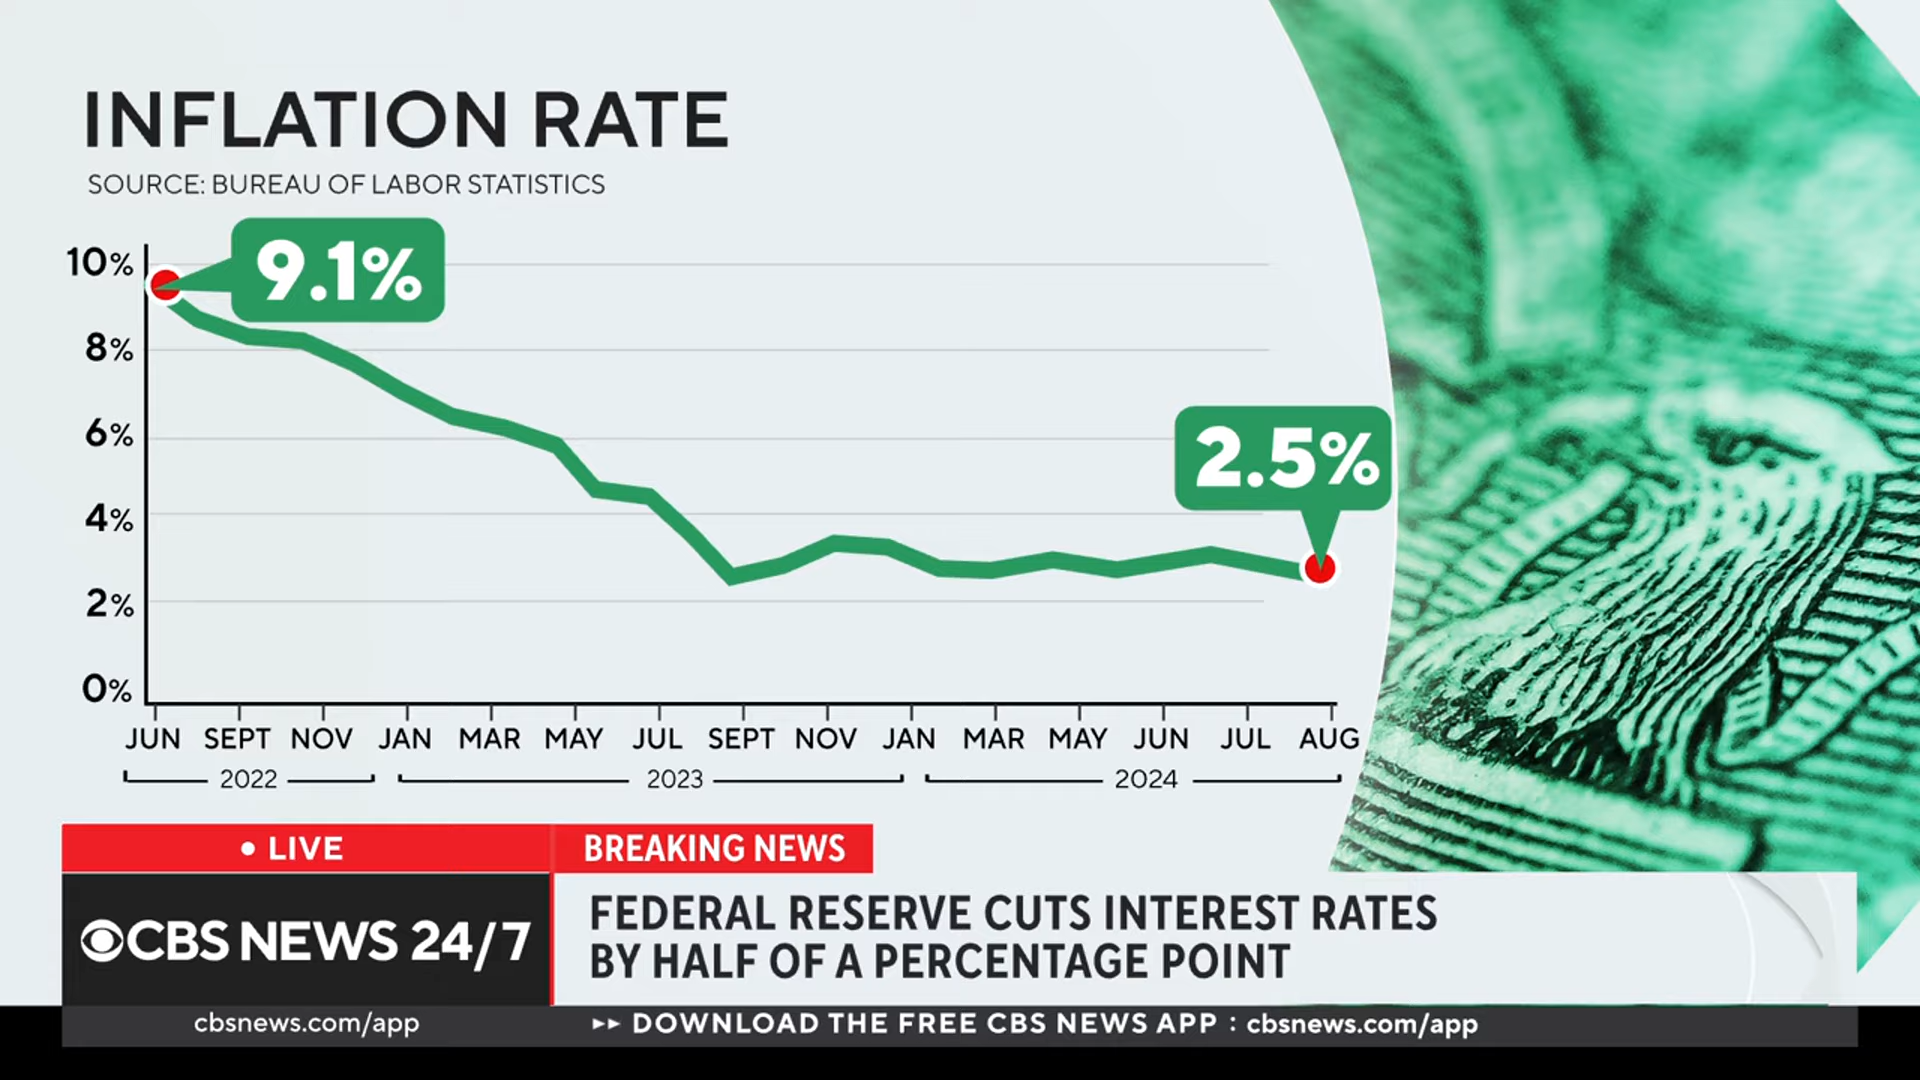 INFLATION RATE
SOURCE: BUREAU OF LABOR STATISTICS
10%
9.1%
8%
6%
2.5%
4%
2%
0%
JUN SEPT NOV JAN MAR MAY JUL SEPT NOV JAN MAR MAY JUN JUL AUG
2022 2023 2024
• LIVE
BREAKING NEWS
CBS NEWS 24/7
FEDERAL RESERVE CUTS INTEREST RATES
BY HALF OF A PERCENTAGE POINT
cbsnews.com/app
DOWNLOAD THE FREE CBS NEWS APP : cbsnews.com/app